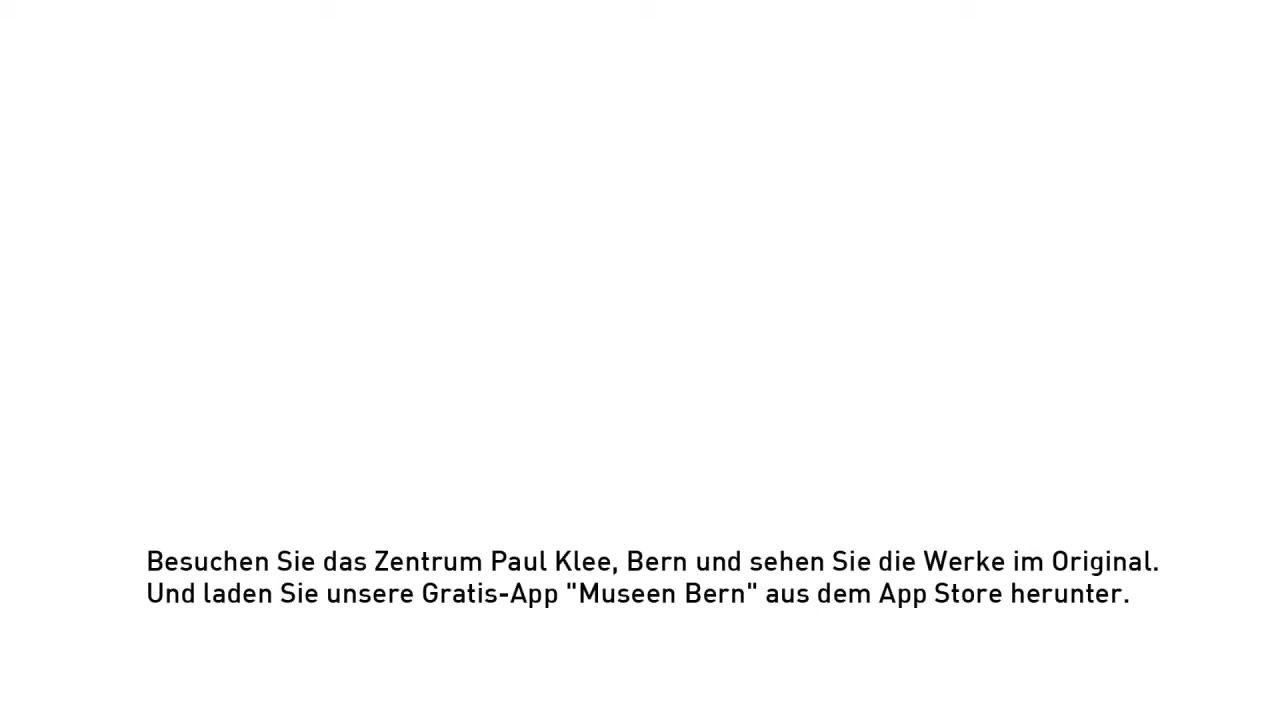 Besuchen Sie das Zentrum Paul Klee, Bern und sehen Sie die Werke im Original.
Und laden Sie unsere Gratis-App "Museen Bern" aus dem App Store herunter.